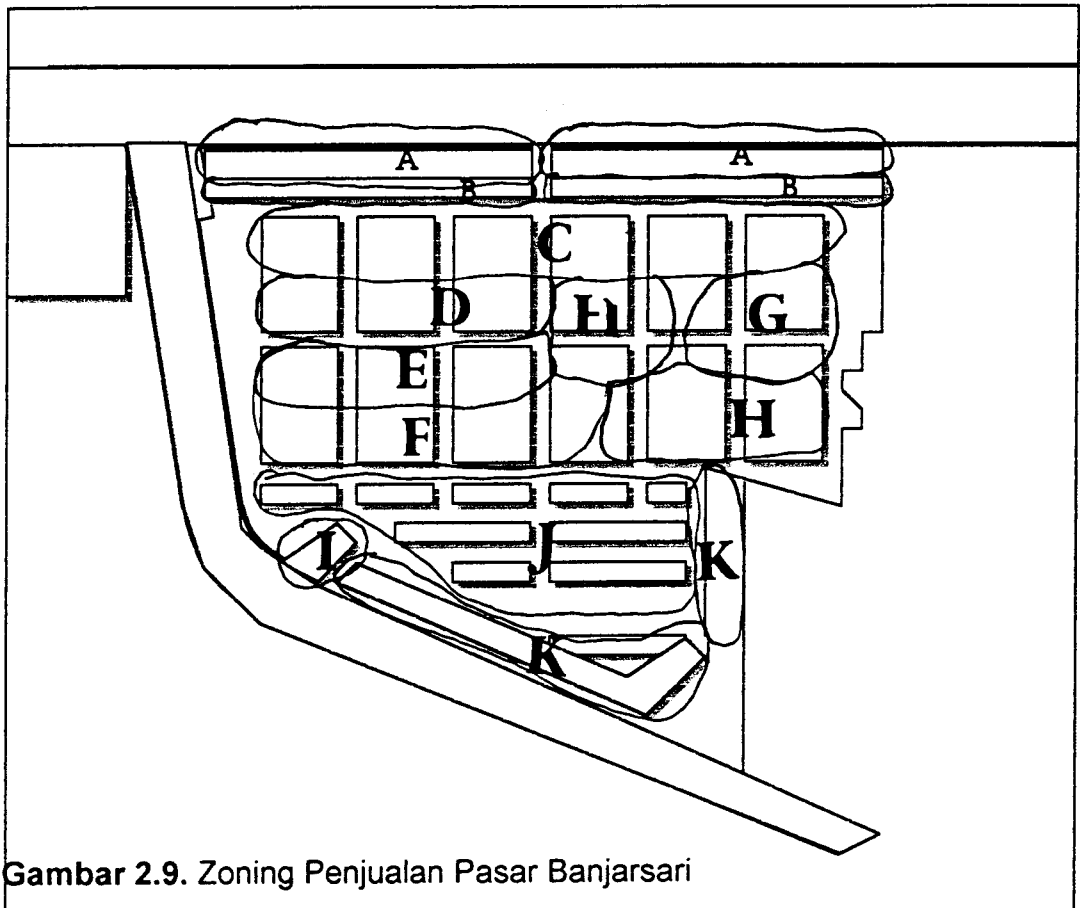 A A
B B
C
D H G
E
F H
I J K
K
Gambar 2.9. Zoning Penjualan Pasar Banjarsari